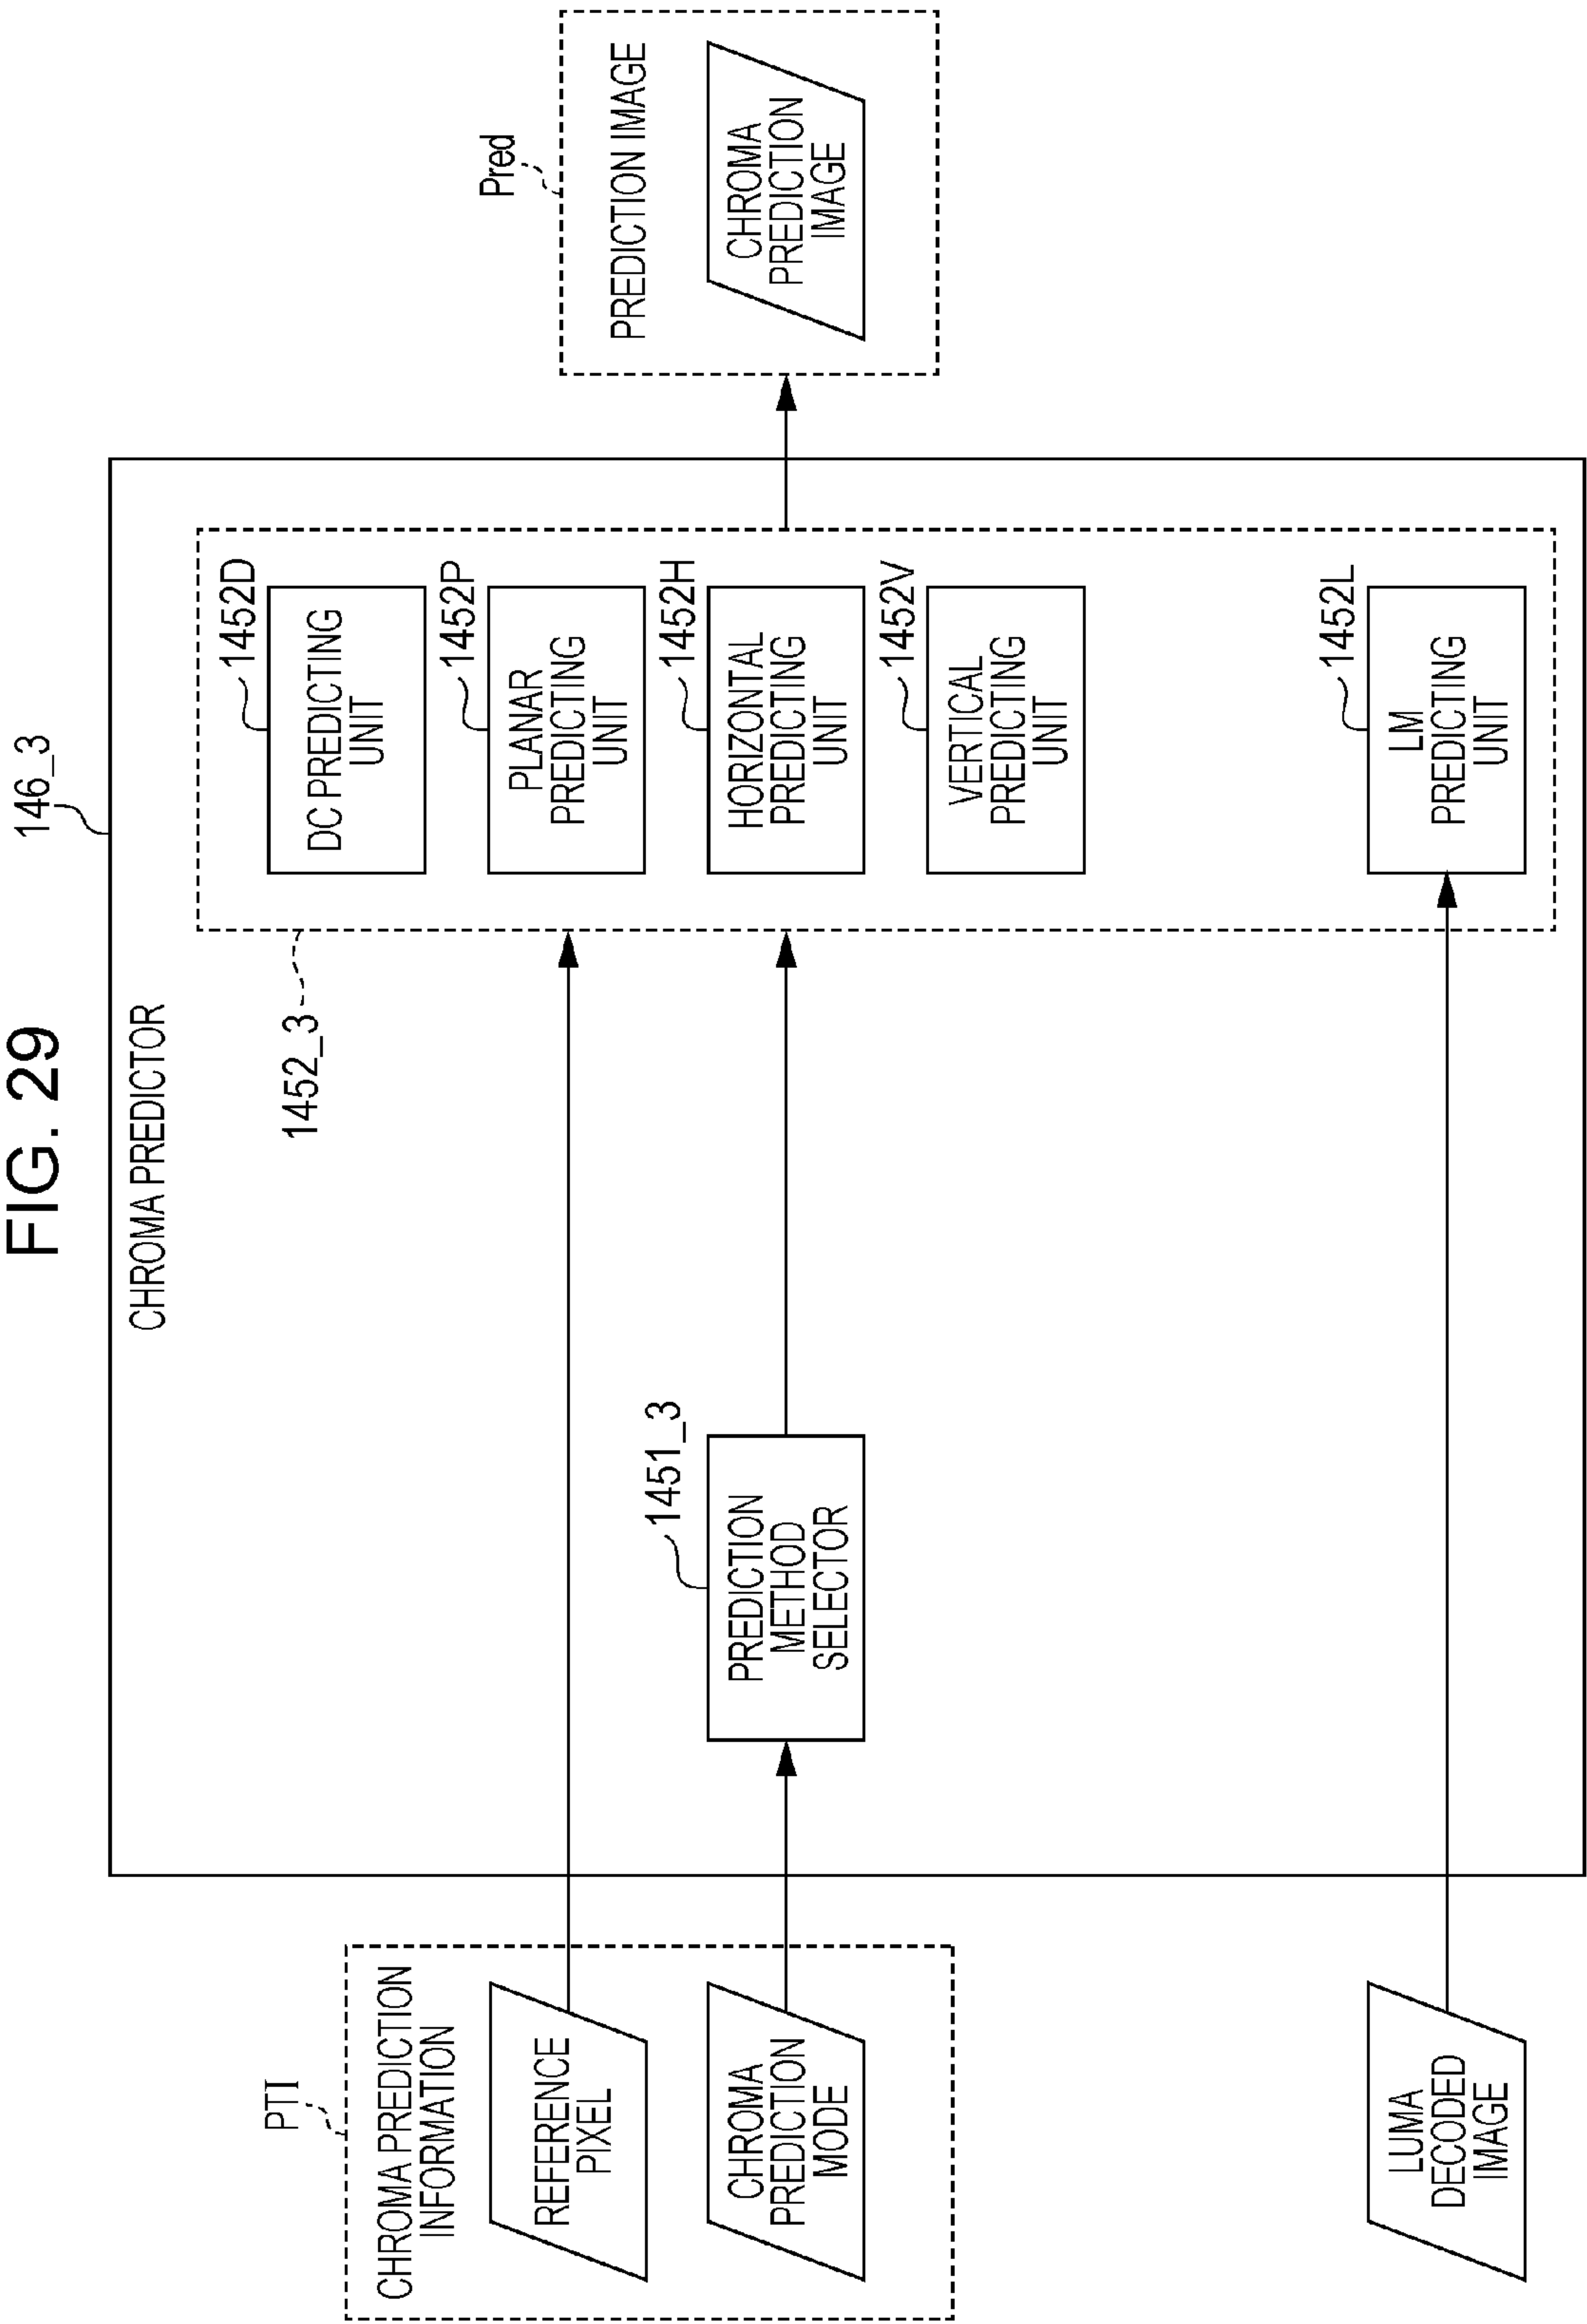 FIG. 29
146_3
CHROMA PREDICTOR
PTI
CHROMA PREDICTION
INFORMATION
REFERENCE
PIXEL
CHROMA
PREDICTION
MODE
LUMA
DECODED
IMAGE
1451_3
PREDICTION
METHOD
SELECTOR
1452_3
1452D
DC PREDICTING
UNIT
1452P
PLANAR
PREDICTING
UNIT
1452H
HORIZONTAL
PREDICTING
UNIT
1452V
VERTICAL
PREDICTING
UNIT
1452L
LM
PREDICTING
UNIT
Pred
PREDICTION IMAGE
CHROMA
PREDICTION
IMAGE